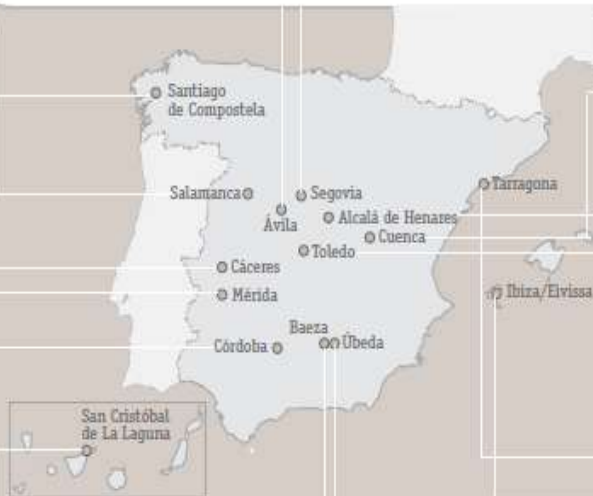 Santiago
de Compostela
Salamanca
Segovia
Ávila
Alcalá de Henares
Tarragona
Cuenca
Toledo
Cáceres
Mérida
Ibiza/Eivissa
Baeza
Córdoba
Úbeda
San Cristóbal
de La Laguna